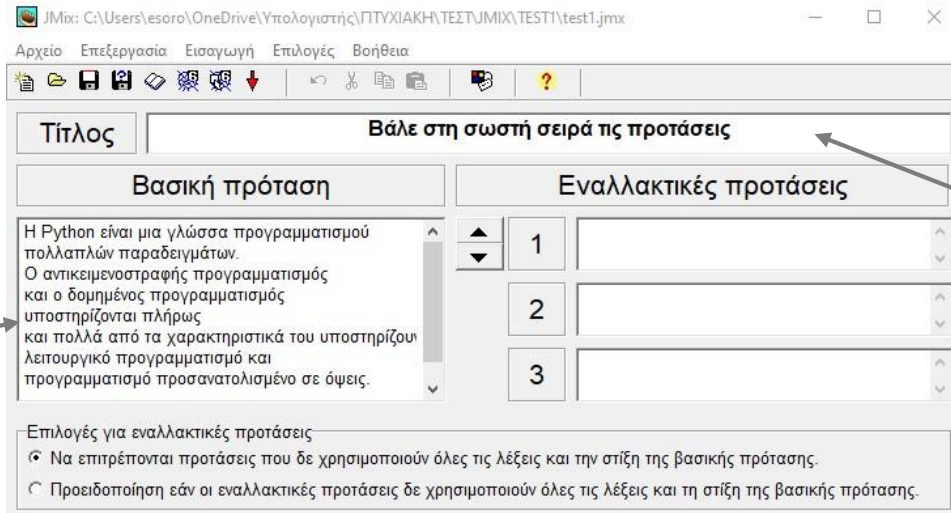 JMix: C:\Users\esoro\OneDrive\Υπολογιστής\ΠΤΥΧΙΑΚΗ\ΤΕΣΤ\JMIX\TEST1\test1.jmx
Αρχείο Επεξεργασία Εισαγωγή Επιλογές Βοήθεια
Τίτλος
Βάλε στη σωστή σειρά τις προτάσεις
Βασική πρόταση
Εναλλακτικές προτάσεις
Η Python είναι μια γλώσσα προγραμματισμού
πολλαπλών παραδειγμάτων.
Ο αντικειμενοστραφής προγραμματισμός
και ο δομημένος προγραμματισμός
υποστηρίζονται πλήρως
και πολλά από τα χαρακτηριστικά του υποστηρίζουν
λειτουργικό προγραμματισμό και
προγραμματισμό προσανατολισμένο σε όψεις.
1
2
3
Επιλογές για εναλλακτικές προτάσεις
Να επιτρέπονται προτάσεις που δε χρησιμοποιούν όλες τις λέξεις και την στίξη της βασικής πρότασης.
Προειδοποίηση εάν οι εναλλακτικές προτάσεις δε χρησιμοποιούν όλες τις λέξεις και τη στίξη της βασικής πρότασης.